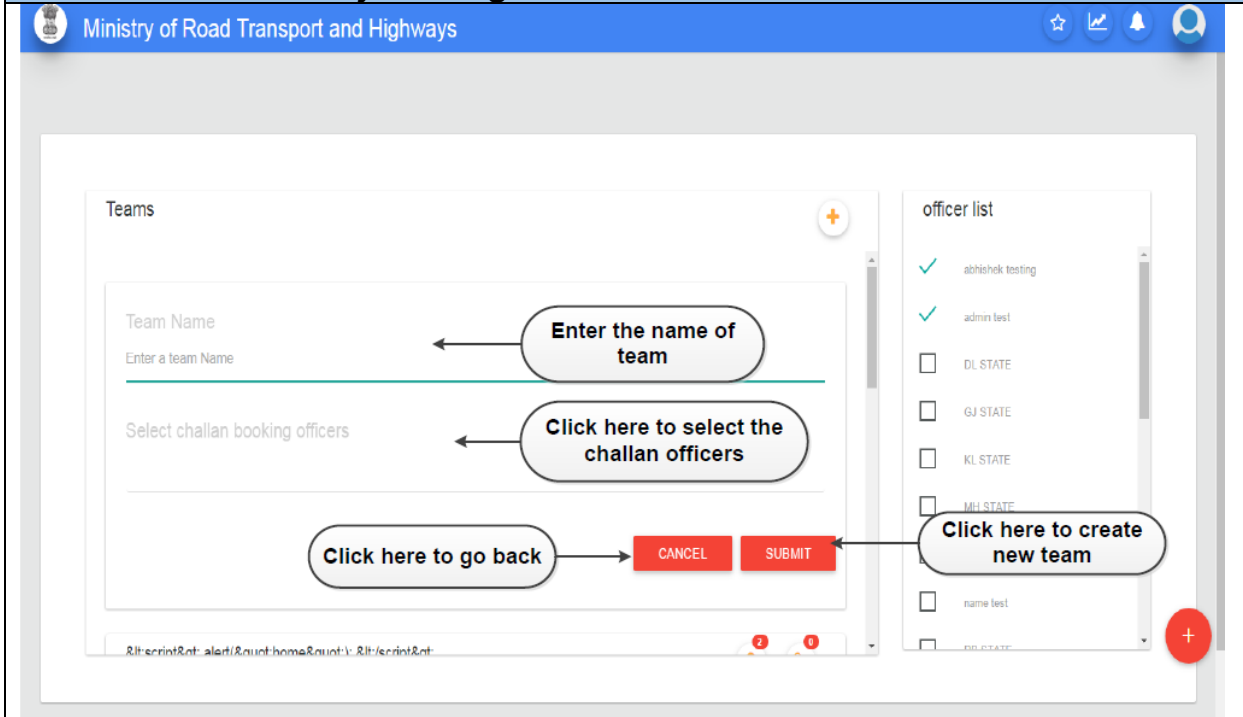 Ministry of Road Transport and Highways
Teams
officer list
abhishek testing
Team Name
Enter the name of
team
admin test
Enter a team Name
DL STATE
Select challan booking officers
Click here to select the
challan officers
GJ STATE
KL STATE
MH STATE
Click here to go back
CANCEL
SUBMIT
Click here to create
new team
name test
&lt;script&gt; alert(&quot;home&quot;); &lt;/script&gt;
2
0